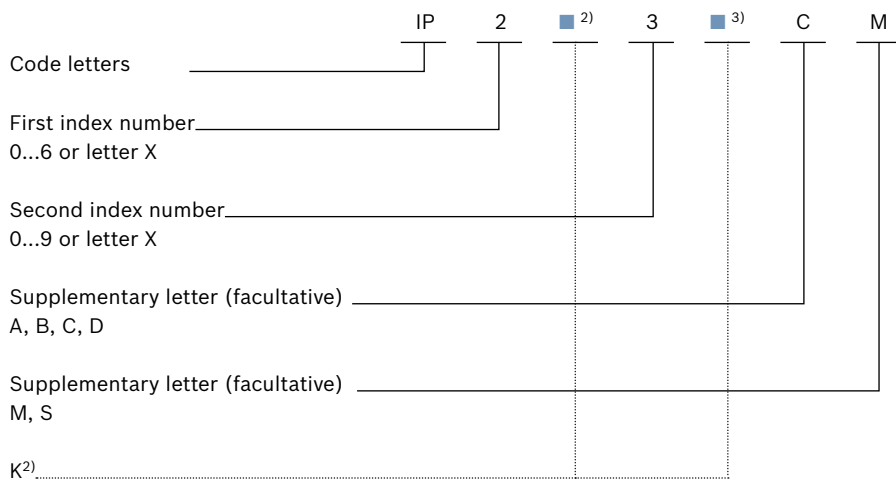 IP 2 ■ 2) 3 ■ 3) C M
Code letters
First index number
0...6 or letter X
Second index number
0...9 or letter X
Supplementary letter (facultative)
A, B, C, D
Supplementary letter (facultative)
M, S
K2)